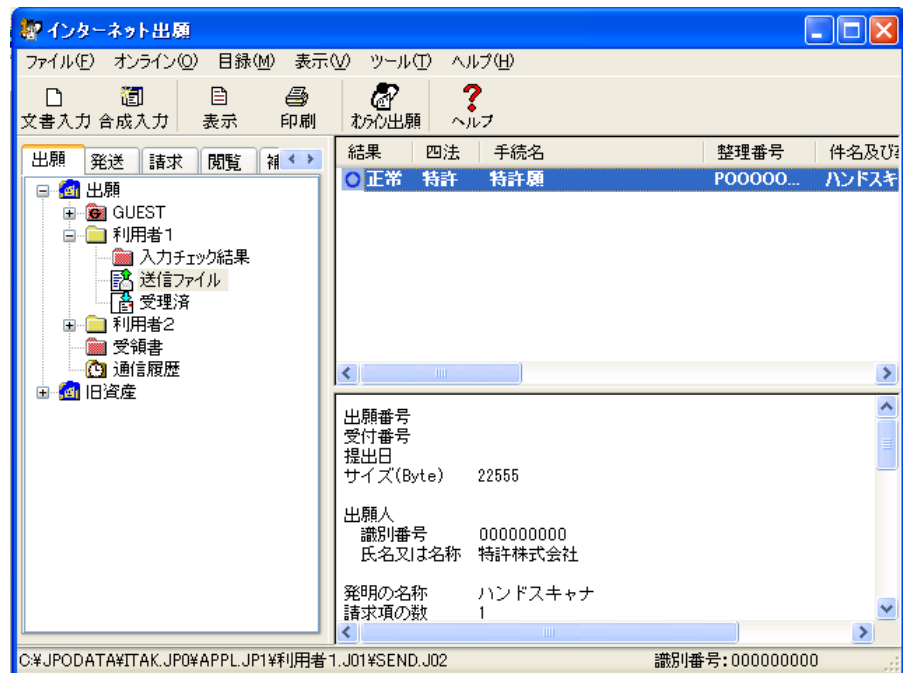 インターネット出願
ファイル(F) オンライン(O) 目録(M) 表示(V) ツール(T) ヘルプ(H)
文書入力 合成入力 表示 印刷 オンライン出願 ヘルプ
出願 発送 請求 閲覧
出願
GUEST
利用者1
入力チェック結果
送信ファイル
受理済
利用者2
受領書
通信履歴
旧資産
結果 四法 手続名 整理番号 件名及び
正常 特許 特許願 P00000... ハンドスキ
出願番号
受付番号
提出日
サイズ(Byte) 22555
出願人
識別番号 000000000
氏名又は名称 特許株式会社
発明の名称 ハンドスキャナ
請求項の数 1
C:¥JPODATA¥ITAK.JP0¥APPL.JP1¥利用者1.J01¥SEND.J02 識別番号:000000000